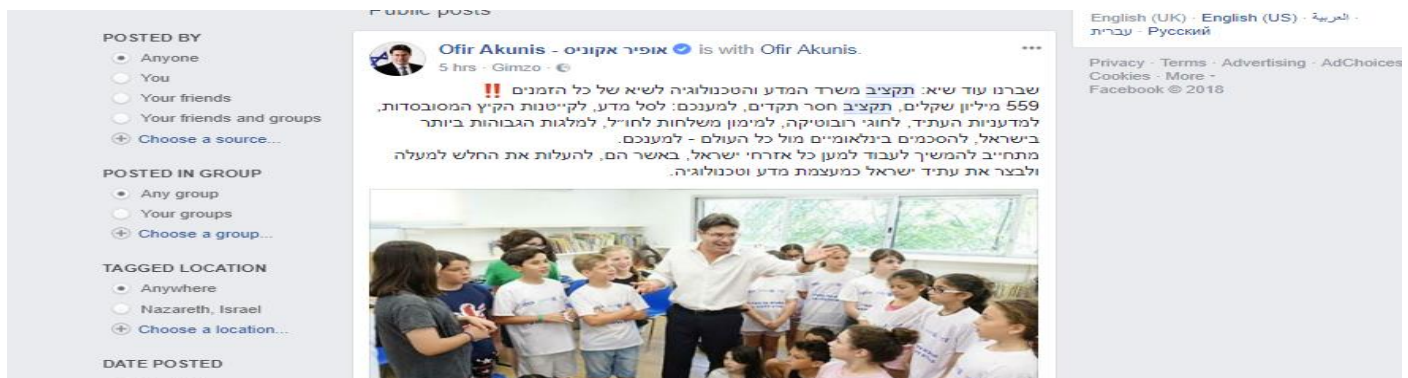 Public posts
POSTED BY
Anyone
You
Your friends
Your friends and groups
Choose a source...
POSTED IN GROUP
Any group
Your groups
Choose a group...
TAGGED LOCATION
Anywhere
Nazareth, Israel
Choose a location...
DATE POSTED
Ofir Akunis - אופיר אקוניס is with Ofir Akunis.
5 hrs · Gimzo ·
שברנו עוד שיא: תקציב משרד המדע והטכנולוגיה לשיא של כל הזמנים ‼
559 מיליון שקלים, תקציב חסר תקדים, למענכם: לסל מדע, לקייטנות הקיץ המסובסדות,
למדעניות העתיד, לחוגי רובוטיקה, למימון משלחות לחו״ל, למלגות הגבוהות ביותר
בישראל, להסכמים בינלאומיים מול כל העולם - למענכם.
מתחייב להמשיך לעבוד למען כל אזרחי ישראל, באשר הם, להעלות את החלש למעלה
ולבצר את עתיד ישראל כמעצמת מדע וטכנולוגיה.
English (UK) · English (US) · العربية ·
עברית · Русский
Privacy · Terms · Advertising · AdChoices
Cookies · More
Facebook © 2018